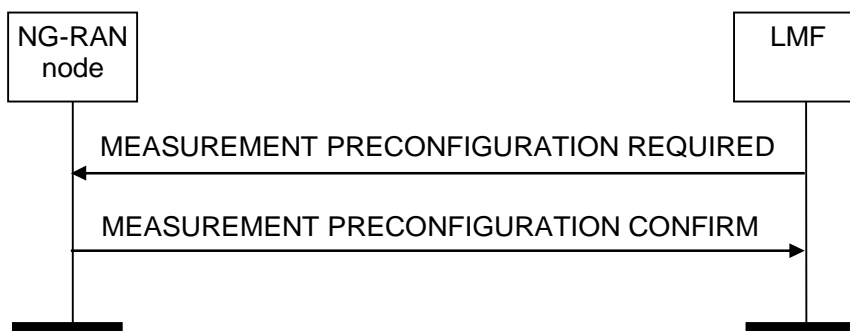 NG-RAN
node
LMF
MEASUREMENT PRECONFIGURATION REQUIRED
MEASUREMENT PRECONFIGURATION CONFIRM